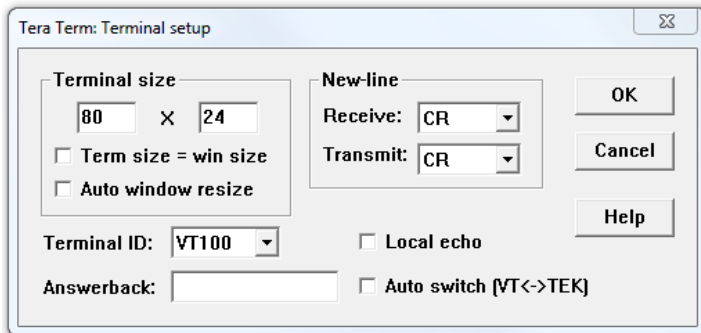 Tera Term: Terminal setup
Terminal size
80 X 24
Term size = win size
Auto window resize
New-line
Receive: CR
Transmit: CR
OK
Cancel
Help
Terminal ID: VT100
Local echo
Answerback:
Auto switch (VT<->TEK)